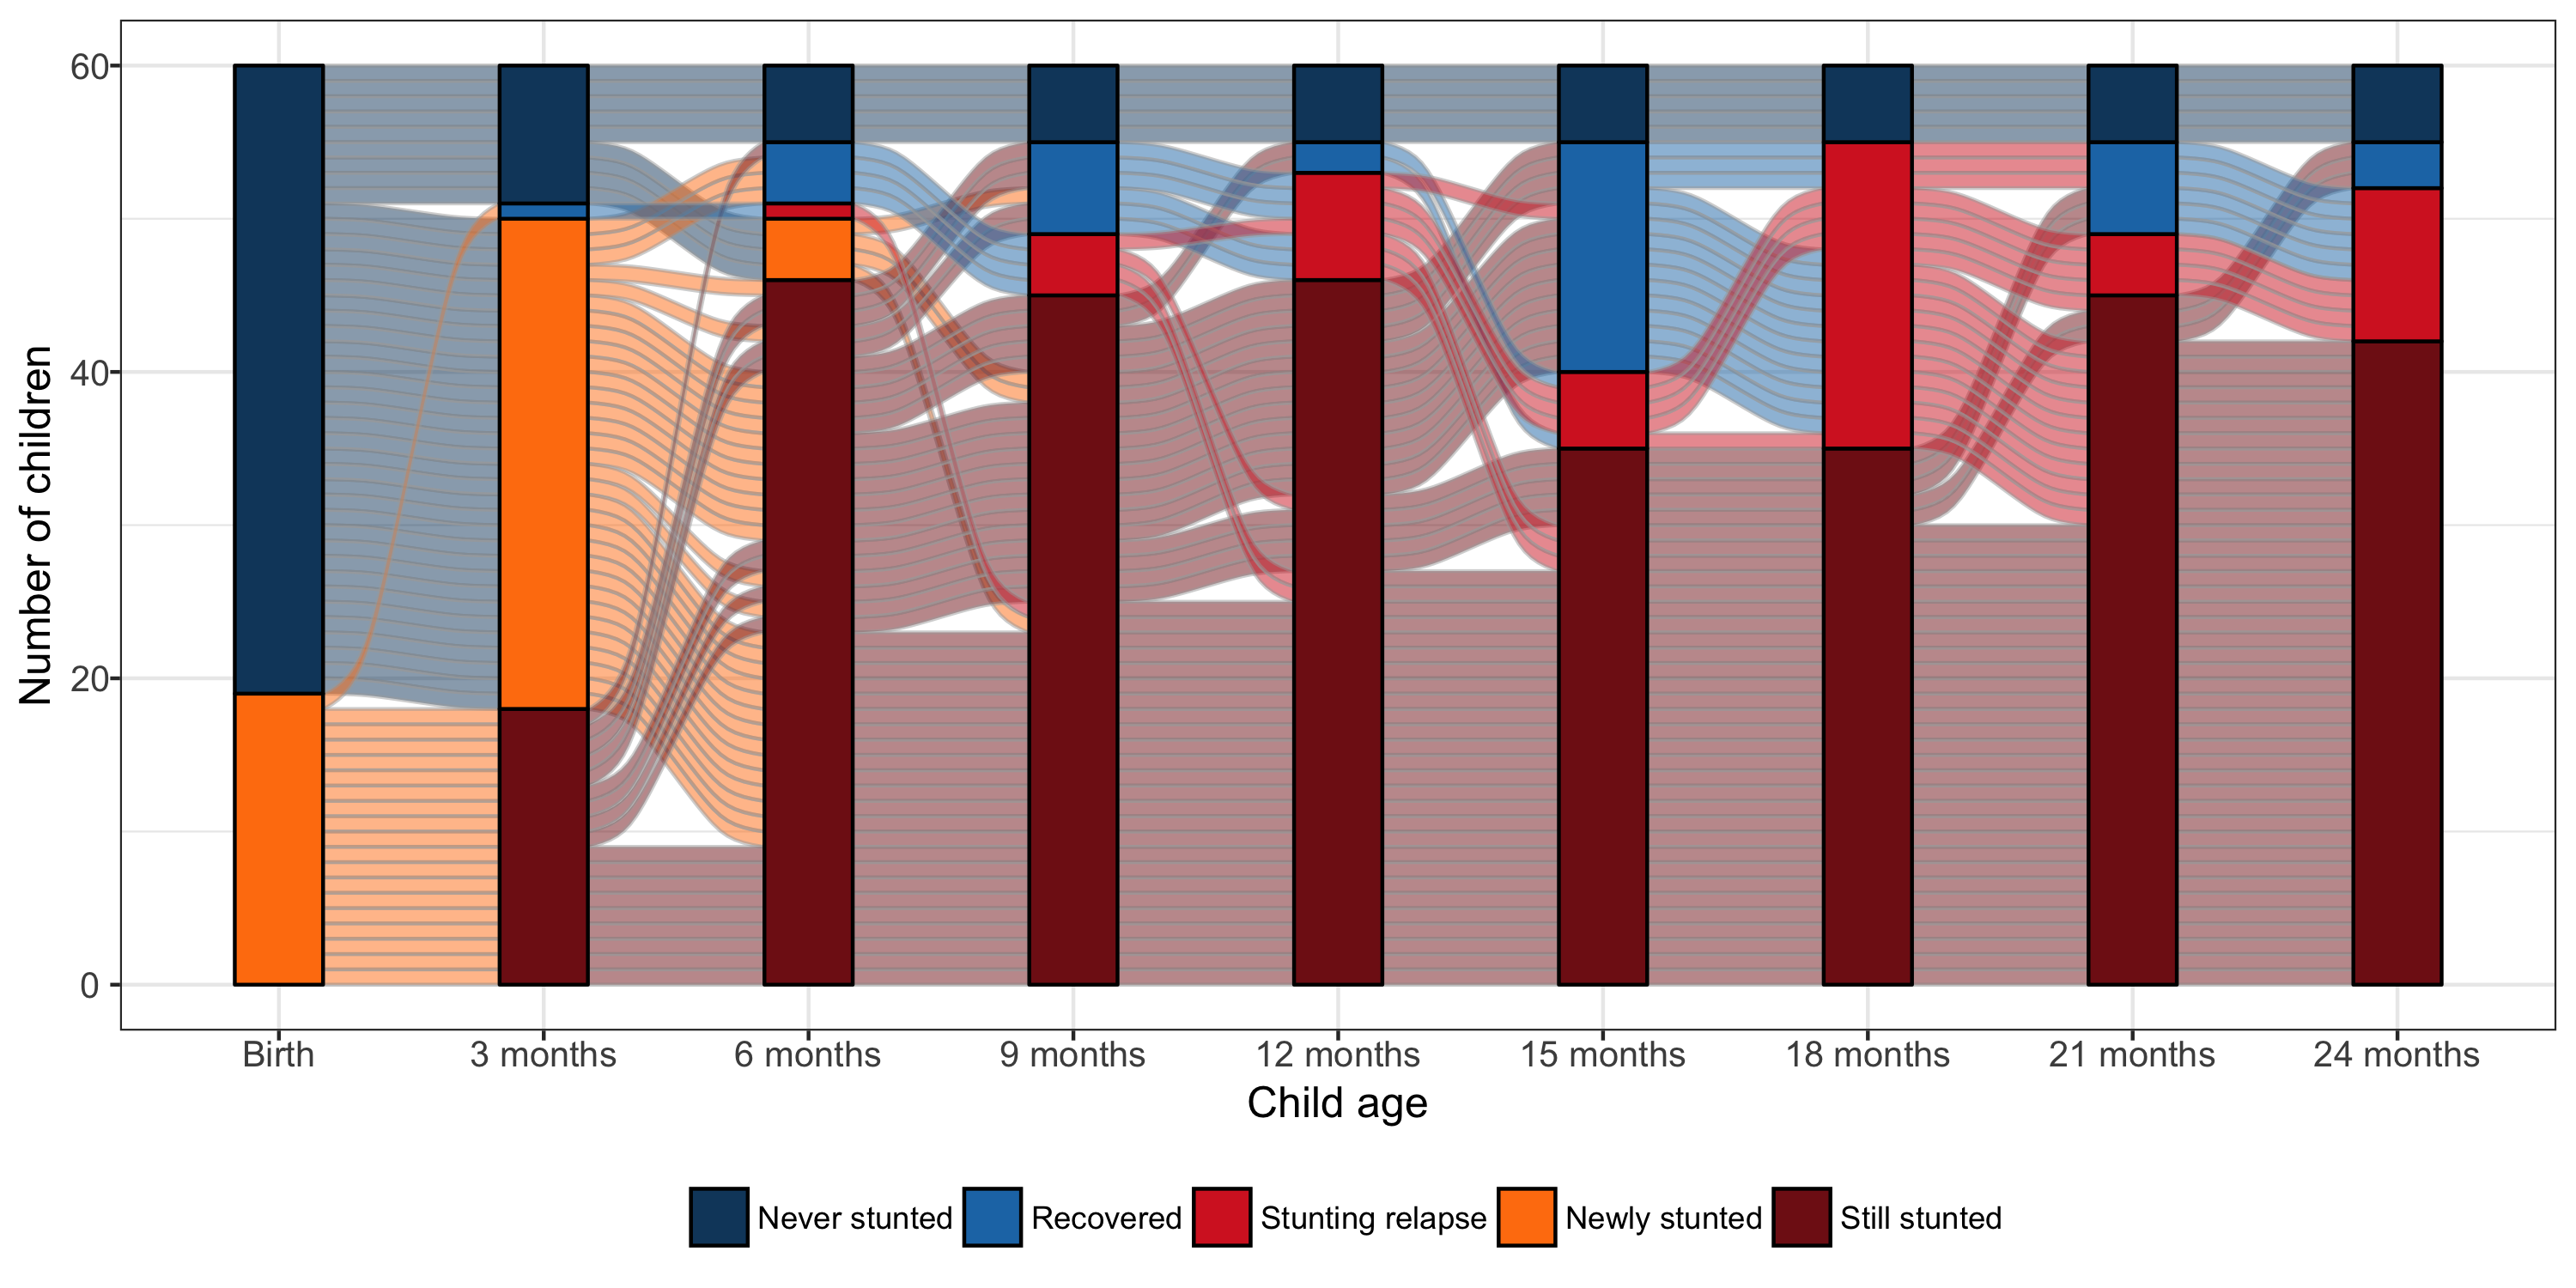 Number of children
60
40
20
0
Birth 3 months 6 months 9 months 12 months 15 months 18 months 21 months 24 months
Child age
Never stunted Recovered Stunting relapse Newly stunted Still stunted